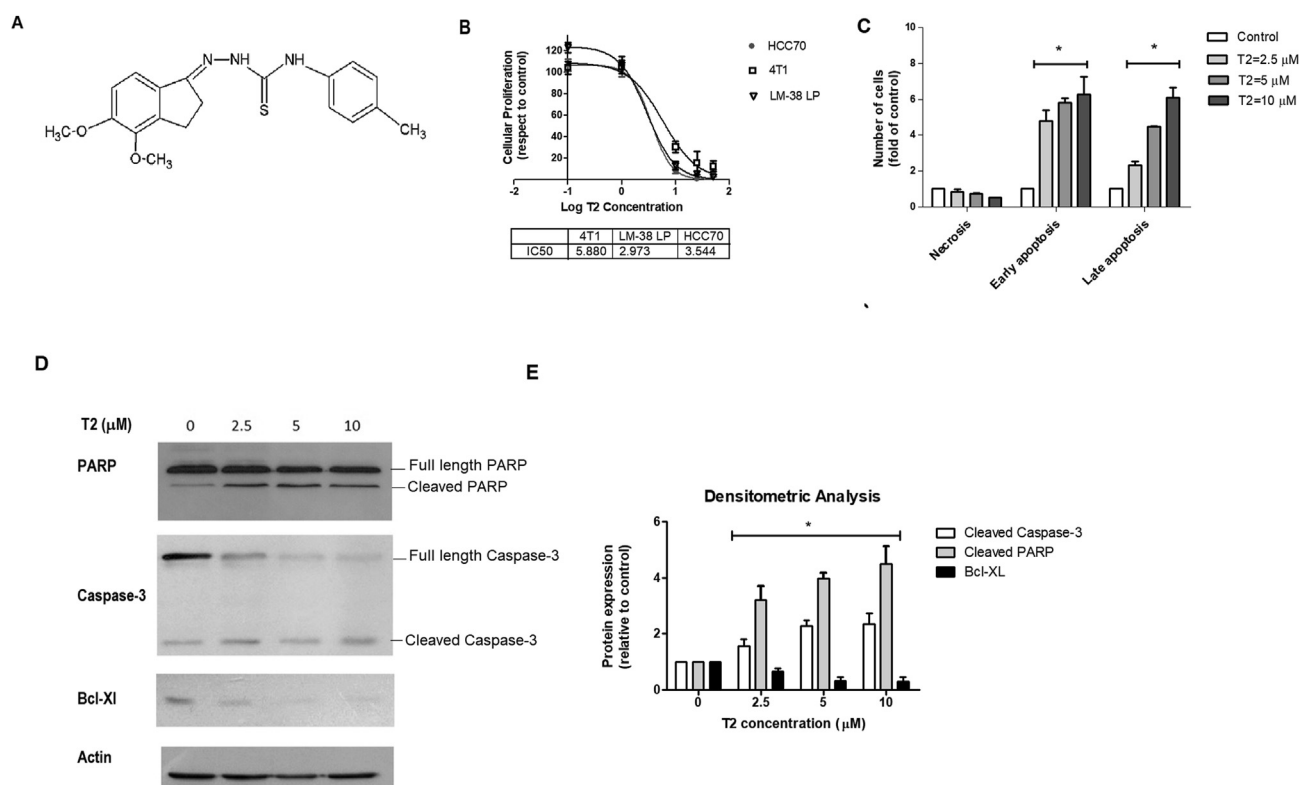 A
N
NH
NH
S
CH3
H3C
O
O-CH3
B
Cellular Proliferation
(respect to control)
120
100
80
60
40
20
-2
-1
0
1
2
Log T2 Concentration
HCC70
4T1
LM-38 LP
4T1 LM-38 LP HCC70
IC50 5.880 2.973 3.544
C
Number of cells
(fold of control)
10
8
6
4
2
0
*
*
Necrosis
Early apoptosis
Late apoptosis
Control
T2=2.5 μM
T2=5 μM
T2=10 μM
D
T2 (μM) 0 2.5 5 10
PARP
Full length PARP
Cleaved PARP
Caspase-3
Full length Caspase-3
Cleaved Caspase-3
Bcl-Xl
Actin
E
Densitometric Analysis
Protein expression
(relative to control)
6
4
2
0
*
0 2.5 5 10
T2 concentration (μM)
Cleaved Caspase-3
Cleaved PARP
Bcl-XL